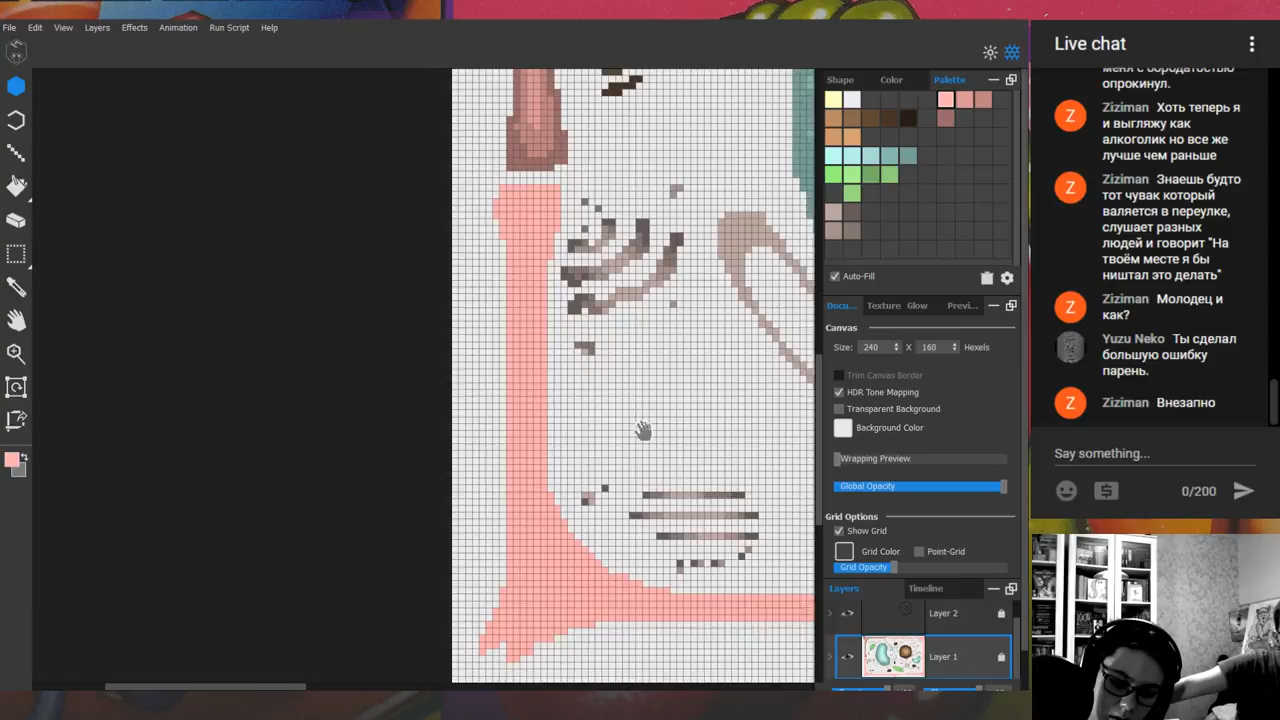 File Edit View Layers Effects Animation Run Script Help
Shape Color Palette
Auto-Fill
Docu... Texture Glow Previ...
Canvas
Size: 240 X 160 Hexels
Trim Canvas Border
HDR Tone Mapping
Transparent Background
Background Color
Wrapping Preview
Global Opacity
Grid Options
Show Grid
Grid Color Point-Grid
Grid Opacity
Layers Timeline
Layer 2
Layer 1
Live chat
меня с бородатостью
опрокинул.
Ziziman Хоть теперь я
и выгляжу как
алкоголик но все же
лучше чем раньше
Ziziman Знаешь будто
тот чувак который
валяется в переулке,
слушает разных
людей и говорит "На
твоём месте я бы
ништал это делать"
Ziziman Молодец и
как?
Yuzu Neko Ты сделал
большую ошибку
парень.
Ziziman Внезапно
Say something...
0/200